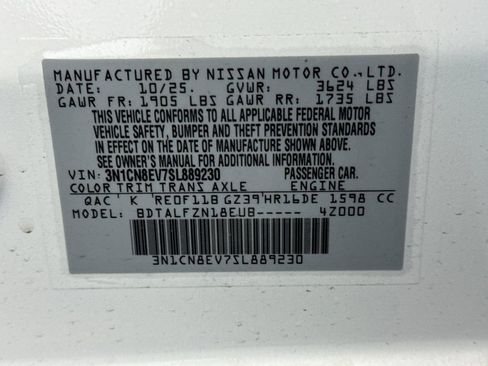 MANUFACTURED BY NISSAN MOTOR CO., LTD.
DATE: 10/25. GVWR: 3624 LBS
GAWR FR: 1905 LBS GAWR RR: 1735 LBS
THIS VEHICLE CONFORMS TO ALL APPLICABLE FEDERAL MOTOR
VEHICLE SAFETY, BUMPER AND THEFT PREVENTION STANDARDS
IN EFFECT ON THE DATE OF MANUFACTURE SHOWN ABOVE.
SEE OWNER'S MANUAL FOR ADDITIONAL INFORMATION
VIN: 3N1CN8EV7SL889230 PASSENGER CAR.
COLOR TRIM TRANS AXLE ENGINE
QAC K RE0F11B GZ39 HR16DE 1598 CC
MODEL: BDTALFZN18EUB----- 4Z000
3N1CN8EV7SL889230